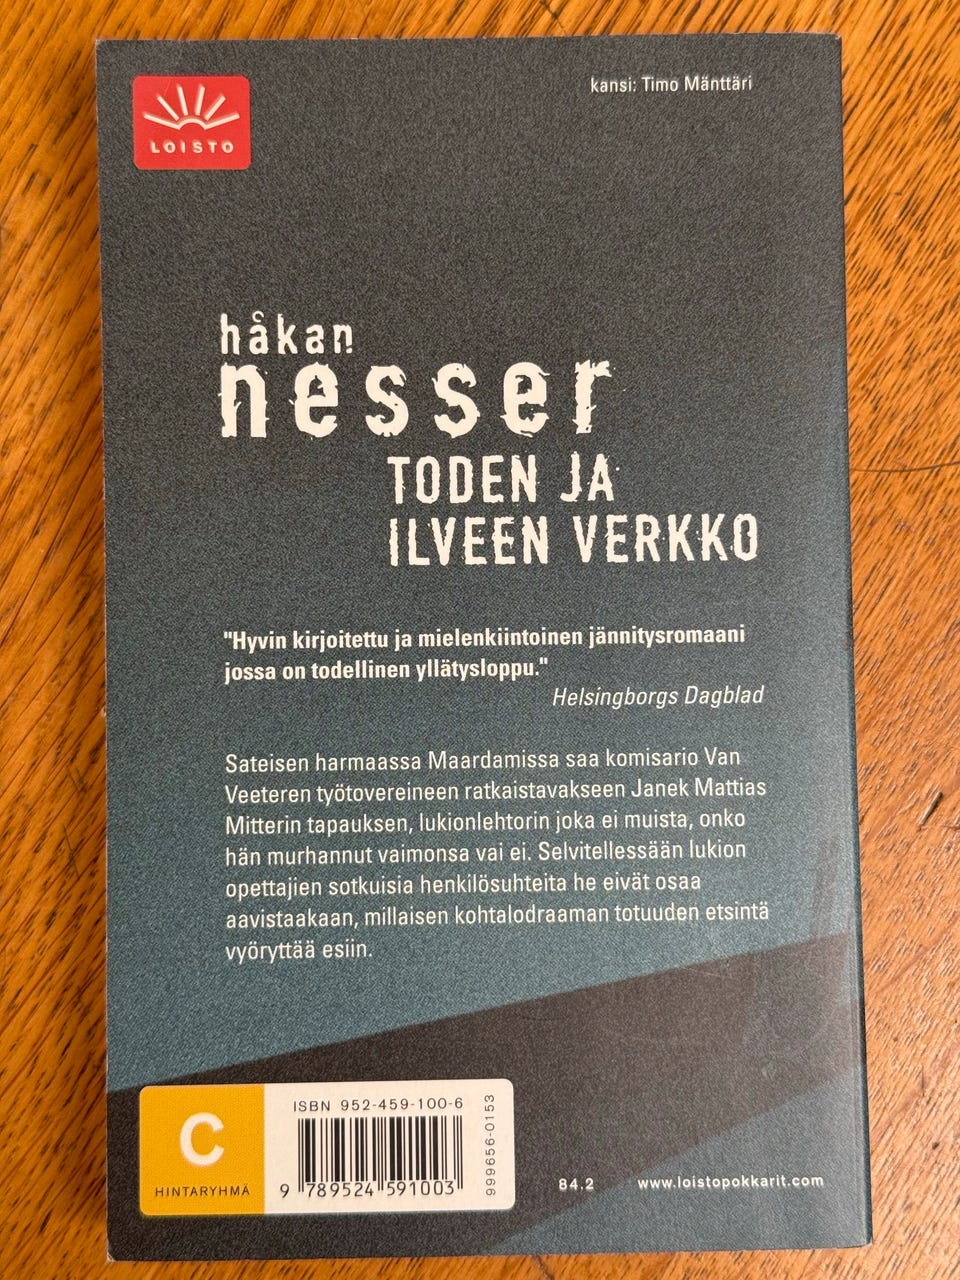 LOISTO
kansi: Timo Mänttäri
håkan
nesser
TODEN JA
ILVEEN VERKKO
"Hyvin kirjoitettu ja mielenkiintoinen jännitysromaani
jossa on todellinen yllätysloppu."
Helsingborgs Dagblad
Sateisen harmaassa Maardamissa saa komisario Van
Veeteren työtovereineen ratkaistavakseen Janek Mattias
Mitterin tapauksen, lukionlehtorin joka ei muista, onko
hän murhannut vaimonsa vai ei. Selvitellessään lukion
opettajien sotkuisia henkilösuhteita he eivät osaa
aavistaakaan, millaisen kohtalodraaman totuuden etsintä
vyöryttää esiin.
C
HINTARYHMÄ
ISBN 952-459-100-6
9 789524 591003
999656-0153
84.2 www.loistopokkarit.com